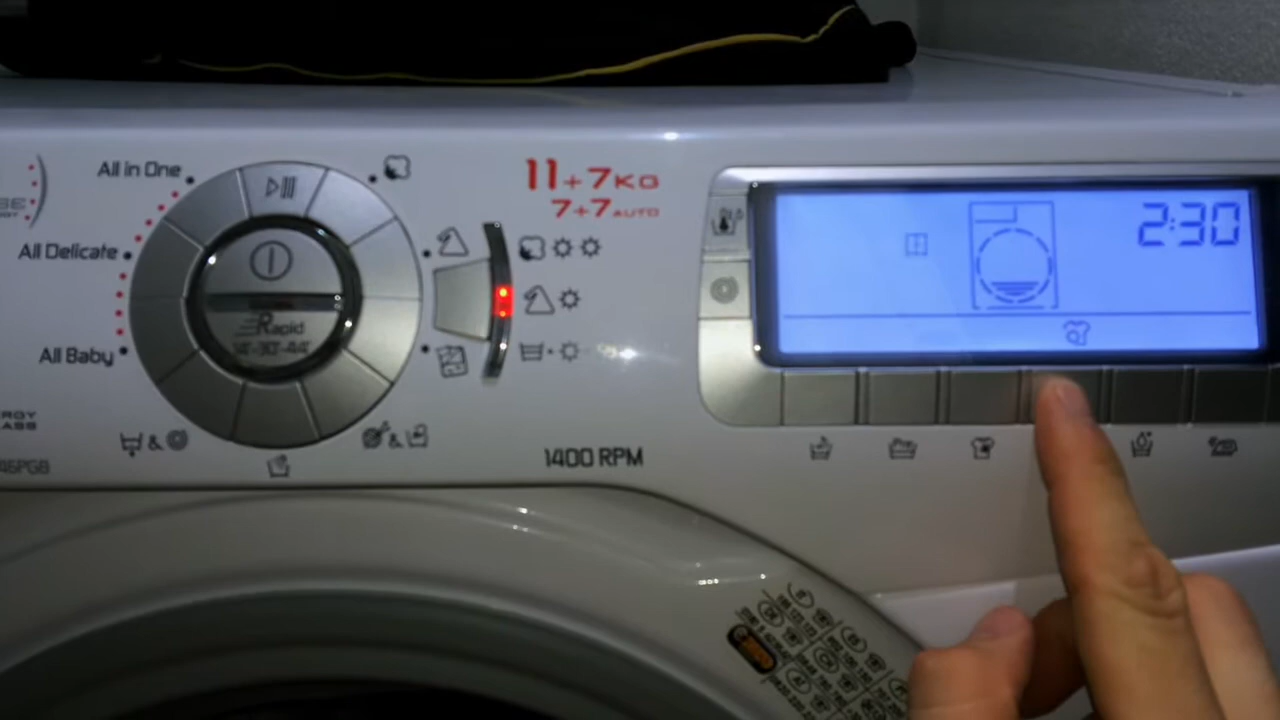 All in One
All Delicate
All Baby
Rapid
14'-30'-44'
11+7KG
7+7AUTO
1400 RPM
2:30
46PGB